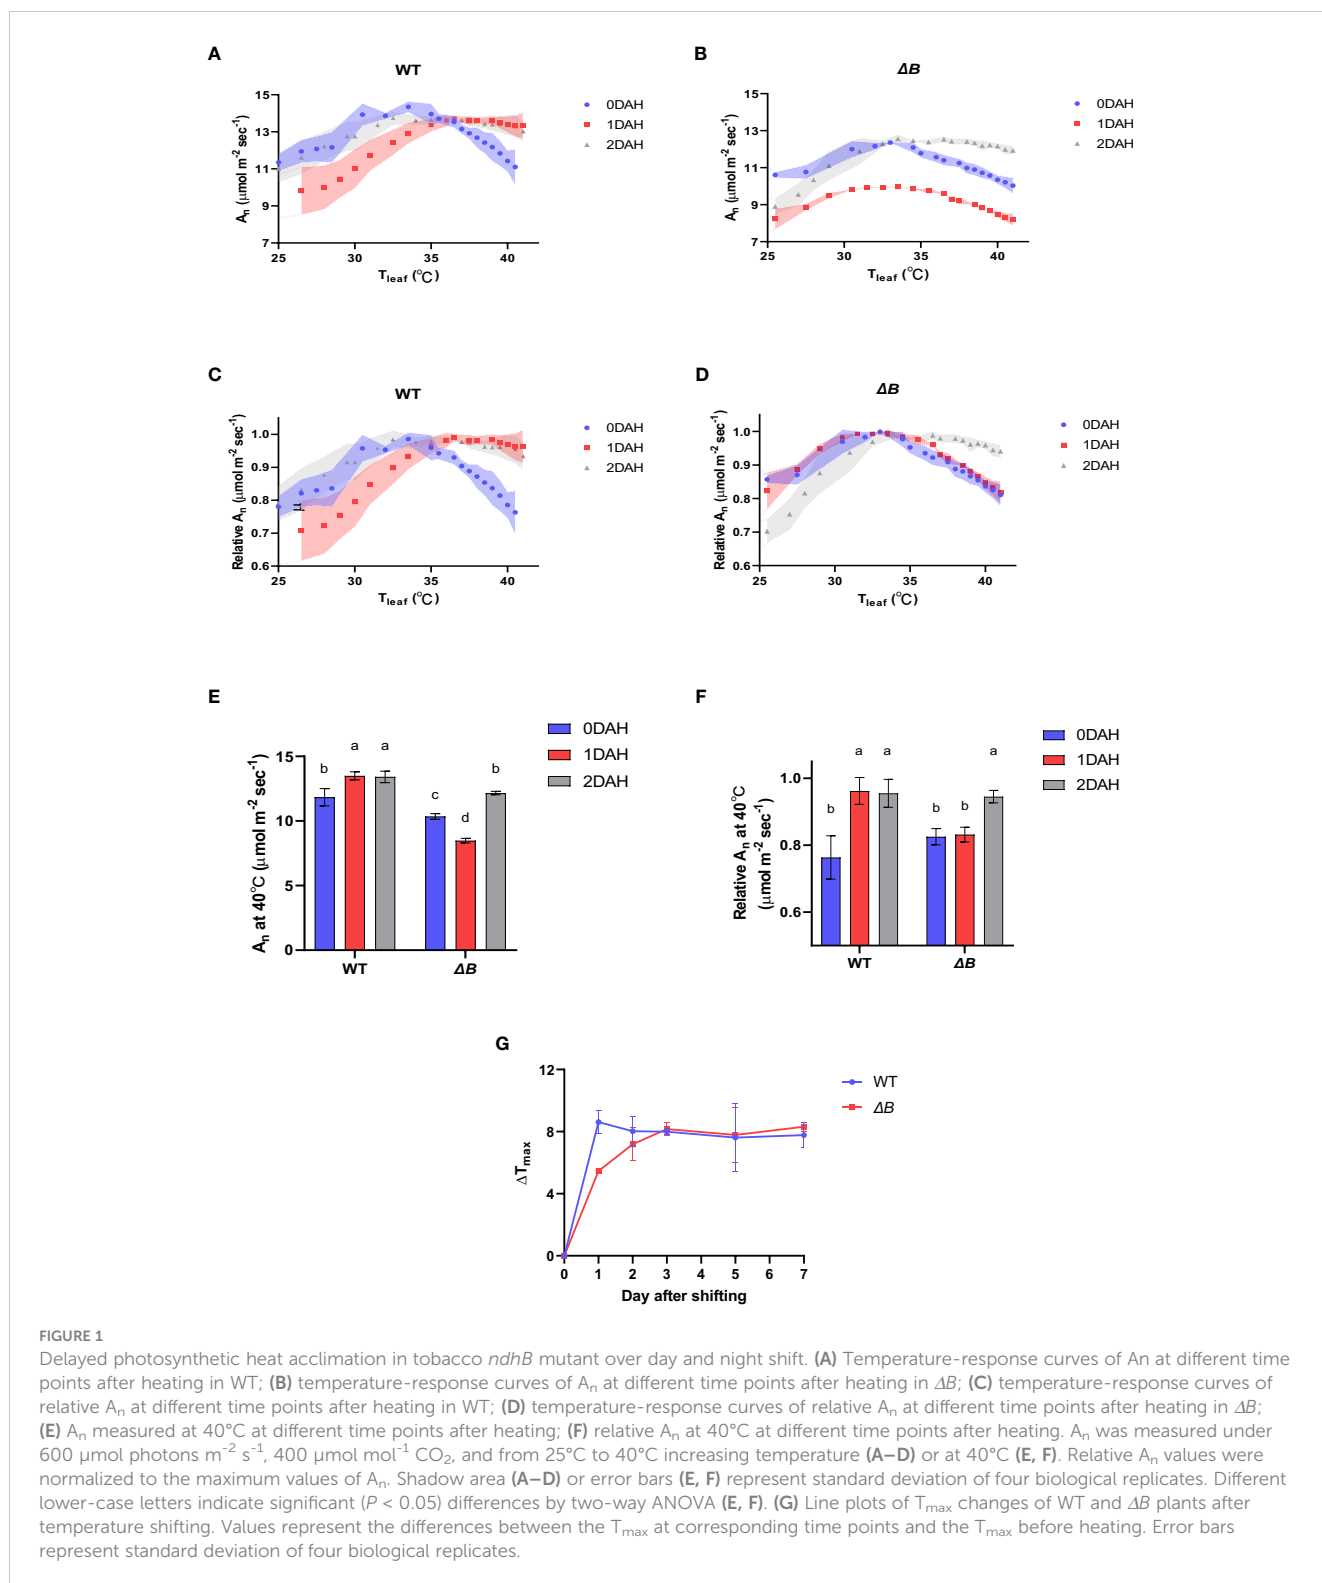 A
WT
15
13
11
9
7
25
30
35
40
Aₙ (μmol m⁻² sec⁻¹)
T_leaf (°C)
0DAH
1DAH
2DAH
B
ΔB
15
13
11
9
7
25
30
35
40
Aₙ (μmol m⁻² sec⁻¹)
T_leaf (°C)
0DAH
1DAH
2DAH
C
WT
1.0
0.9
0.8
0.7
0.6
μ
25
30
35
40
Relative Aₙ (μmol m⁻² sec⁻¹)
T_leaf (°C)
0DAH
1DAH
2DAH
D
ΔB
1.0
0.9
0.8
0.7
0.6
25
30
35
40
Relative Aₙ (μmol m⁻² sec⁻¹)
T_leaf (°C)
0DAH
1DAH
2DAH
E
0DAH
1DAH
2DAH
15
10
5
0
Aₙ at 40°C (μmol m⁻² sec⁻¹)
b
a
a
c
d
b
WT
ΔB
F
0DAH
1DAH
2DAH
1.0
0.8
0.6
Relative Aₙ at 40°C
(μmol m⁻² sec⁻¹)
b
a
a
b
b
a
WT
ΔB
G
12
8
4
0
ΔT_max
0 1 2 3 4 5 6 7
Day after shifting
WT
ΔB
FIGURE 1
Delayed photosynthetic heat acclimation in tobacco ndhB mutant over day and night shift. (A) Temperature-response curves of An at different time
points after heating in WT; (B) temperature-response curves of Aₙ at different time points after heating in ΔB; (C) temperature-response curves of
relative Aₙ at different time points after heating in WT; (D) temperature-response curves of relative Aₙ at different time points after heating in ΔB;
(E) Aₙ measured at 40°C at different time points after heating; (F) relative Aₙ at 40°C at different time points after heating. Aₙ was measured under
600 μmol photons m⁻² s⁻¹, 400 μmol mol⁻¹ CO₂, and from 25°C to 40°C increasing temperature (A–D) or at 40°C (E, F). Relative Aₙ values were
normalized to the maximum values of Aₙ. Shadow area (A–D) or error bars (E, F) represent standard deviation of four biological replicates. Different
lower-case letters indicate significant (P < 0.05) differences by two-way ANOVA (E, F). (G) Line plots of T_max changes of WT and ΔB plants after
temperature shifting. Values represent the differences between the T_max at corresponding time points and the T_max before heating. Error bars
represent standard deviation of four biological replicates.